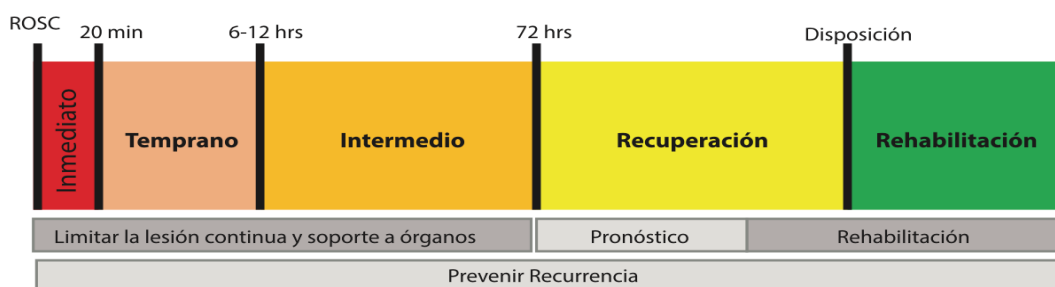 ROSC
20 min
6-12 hrs
72 hrs
Disposición
Inmediato
Temprano
Intermedio
Recuperación
Rehabilitación
Limitar la lesión continua y soporte a órganos
Pronóstico
Rehabilitación
Prevenir Recurrencia